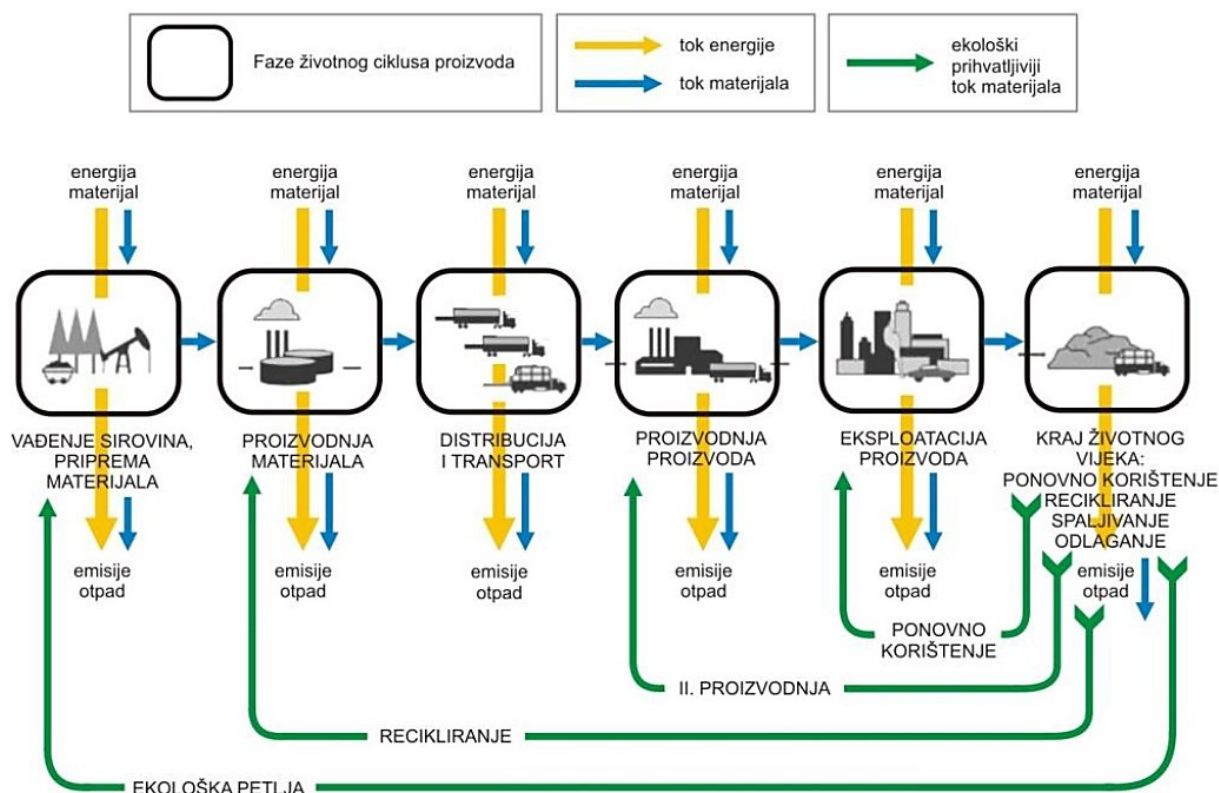 Faze životnog ciklusa proizvoda
tok energije
tok materijala
ekološki
prihvatljiviji
tok materijala
energija
materijal
energija
materijal
energija
materijal
energija
materijal
energija
materijal
energija
materijal
VAĐENJE SIROVINA,
PRIPREMA
MATERIJALA
PROIZVODNJA
MATERIJALA
DISTRIBUCIJA
I TRANSPORT
PROIZVODNJA
PROIZVODA
EKSPLOATACIJA
PROIZVODA
KRAJ ŽIVOTNOG
VIJEKA:
PONOVNO KORIŠTENJE
RECIKLIRANJE
SPALJIVANJE
ODLAGANJE
emisije
otpad
emisije
otpad
emisije
otpad
emisije
otpad
emisije
otpad
emisije
otpad
PONOVNO
KORIŠTENJE
II. PROIZVODNJA
RECIKLIRANJE
EKOLOŠKA PETLJA